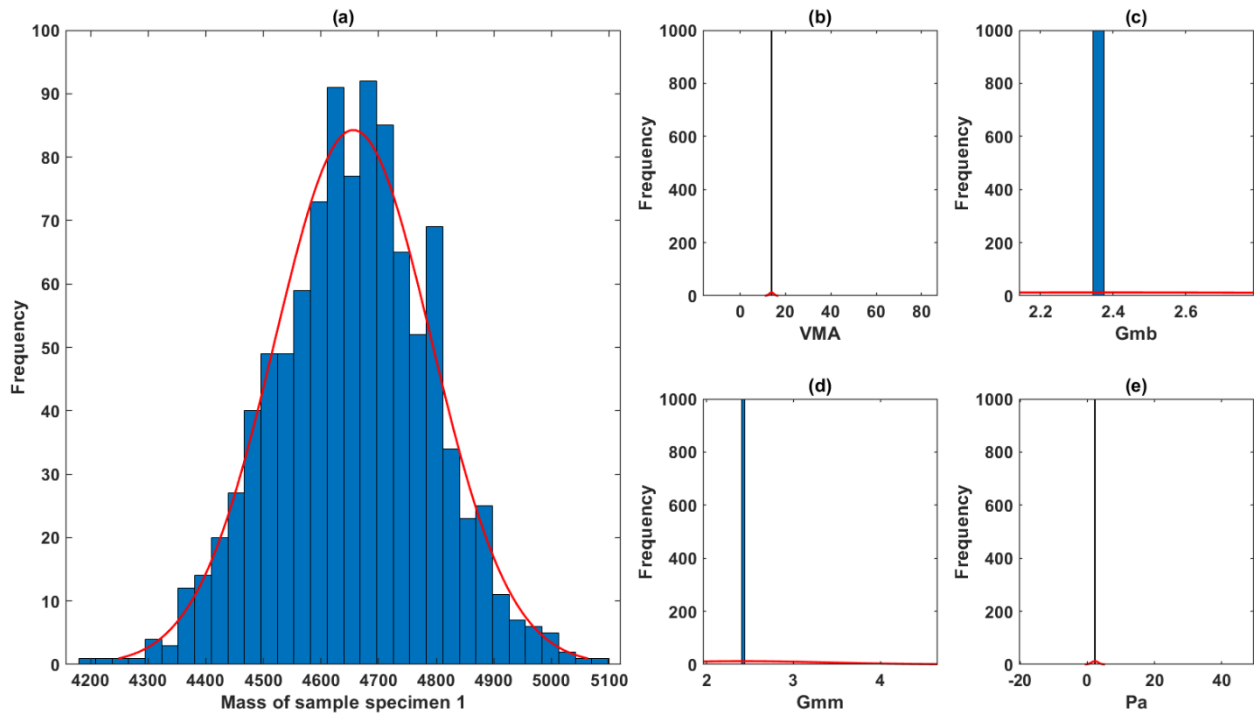 (a)
100
90
80
70
60
50
40
30
20
10
0
Frequency
4200 4300 4400 4500 4600 4700 4800 4900 5000 5100
Mass of sample specimen 1
(b)
1000
800
600
400
200
0
Frequency
0 20 40 60 80
VMA
(c)
1000
800
600
400
200
0
Frequency
2.2 2.4 2.6
Gmb
(d)
1000
800
600
400
200
0
Frequency
2 3 4
Gmm
(e)
1000
800
600
400
200
0
Frequency
-20 0 20 40
Pa